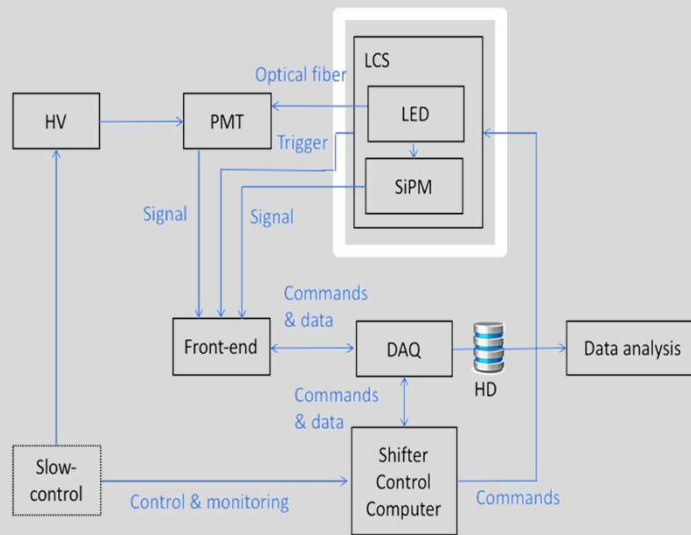 LCS
Optical fiber
HV
PMT
LED
Trigger
SiPM
Signal
Signal
Commands
& data
Front-end
DAQ
Data analysis
HD
Commands
& data
Slow-
control
Shifter
Control
Computer
Control & monitoring
Commands